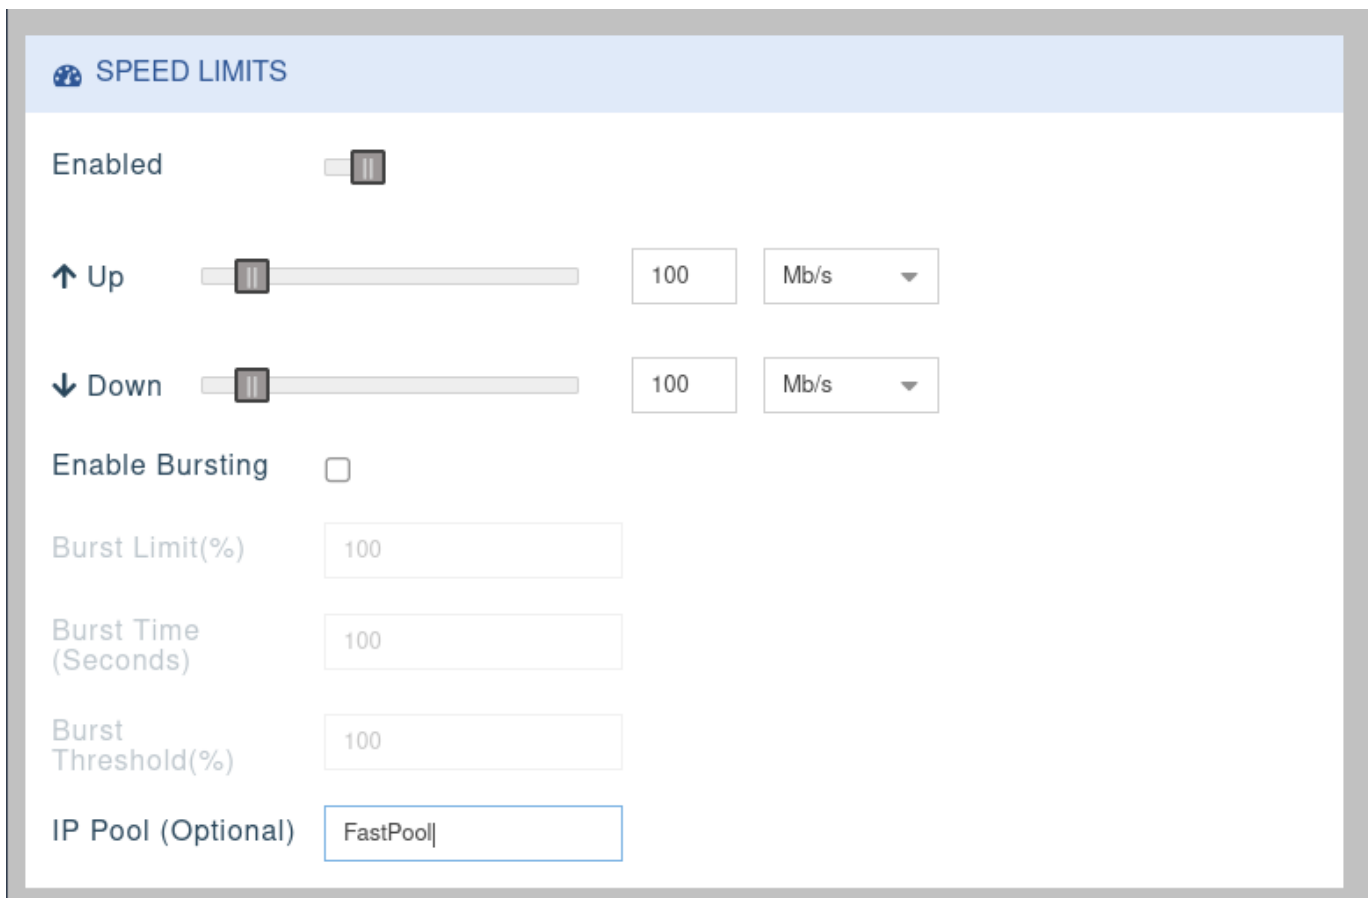 SPEED LIMITS
Enabled
Up 100 Mb/s
Down 100 Mb/s
Enable Bursting
Burst Limit(%) 100
Burst Time
(Seconds) 100
Burst
Threshold(%) 100
IP Pool (Optional) FastPool